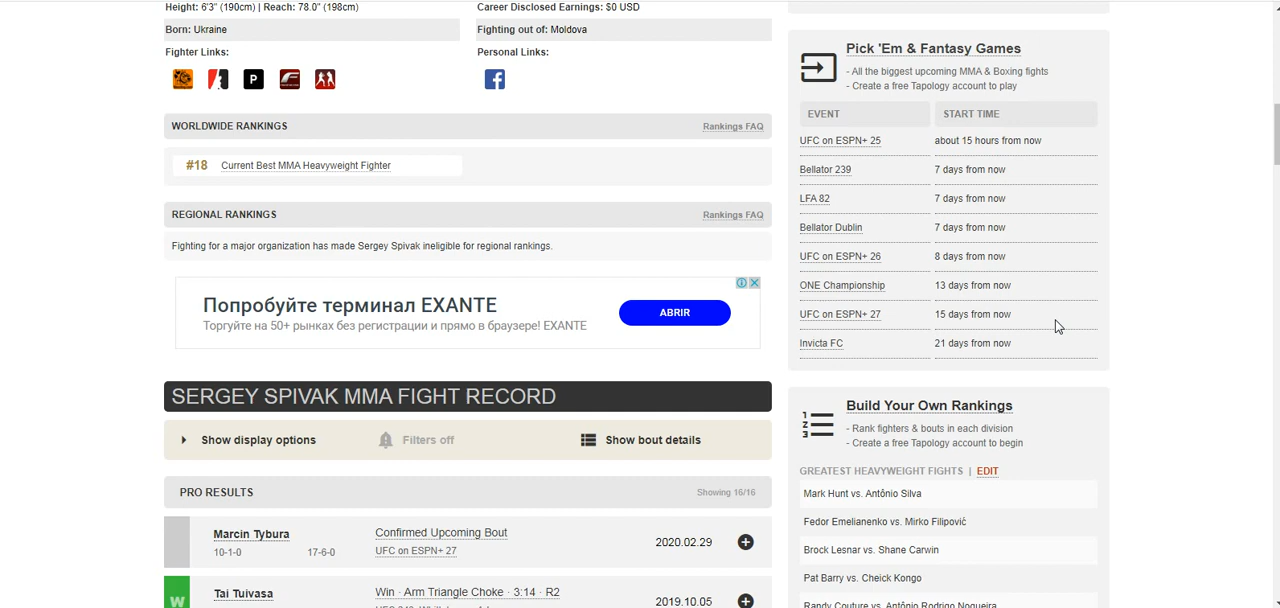 Height: 6'3" (190cm) | Reach: 78.0" (198cm)
Career Disclosed Earnings: $0 USD
Born: Ukraine
Fighting out of: Moldova
Fighter Links:
Personal Links:
P
WORLDWIDE RANKINGS
Rankings FAQ
#18 Current Best MMA Heavyweight Fighter
REGIONAL RANKINGS
Rankings FAQ
Fighting for a major organization has made Sergey Spivak ineligible for regional rankings.
Попробуйте терминал EXANTE
Торгуйте на 50+ рынках без регистрации и прямо в браузере! EXANTE
ABRIR
SERGEY SPIVAK MMA FIGHT RECORD
Show display options
Filters off
Show bout details
PRO RESULTS
Showing 16/16
Marcin Tybura
10-1-0 17-6-0
Confirmed Upcoming Bout
UFC on ESPN+ 27
2020.02.29
W
Tai Tuivasa
Win · Arm Triangle Choke · 3:14 · R2
2019.10.05
Pick 'Em & Fantasy Games
- All the biggest upcoming MMA & Boxing fights
- Create a free Tapology account to play
EVENT START TIME
UFC on ESPN+ 25 about 15 hours from now
Bellator 239 7 days from now
LFA 82 7 days from now
Bellator Dublin 7 days from now
UFC on ESPN+ 26 8 days from now
ONE Championship 13 days from now
UFC on ESPN+ 27 15 days from now
Invicta FC 21 days from now
1
2
3
Build Your Own Rankings
- Rank fighters & bouts in each division
- Create a free Tapology account to begin
GREATEST HEAVYWEIGHT FIGHTS | EDIT
Mark Hunt vs. Antônio Silva
Fedor Emelianenko vs. Mirko Filipović
Brock Lesnar vs. Shane Carwin
Pat Barry vs. Cheick Kongo
Randy Couture vs. Antônio Rodrigo Nogueira